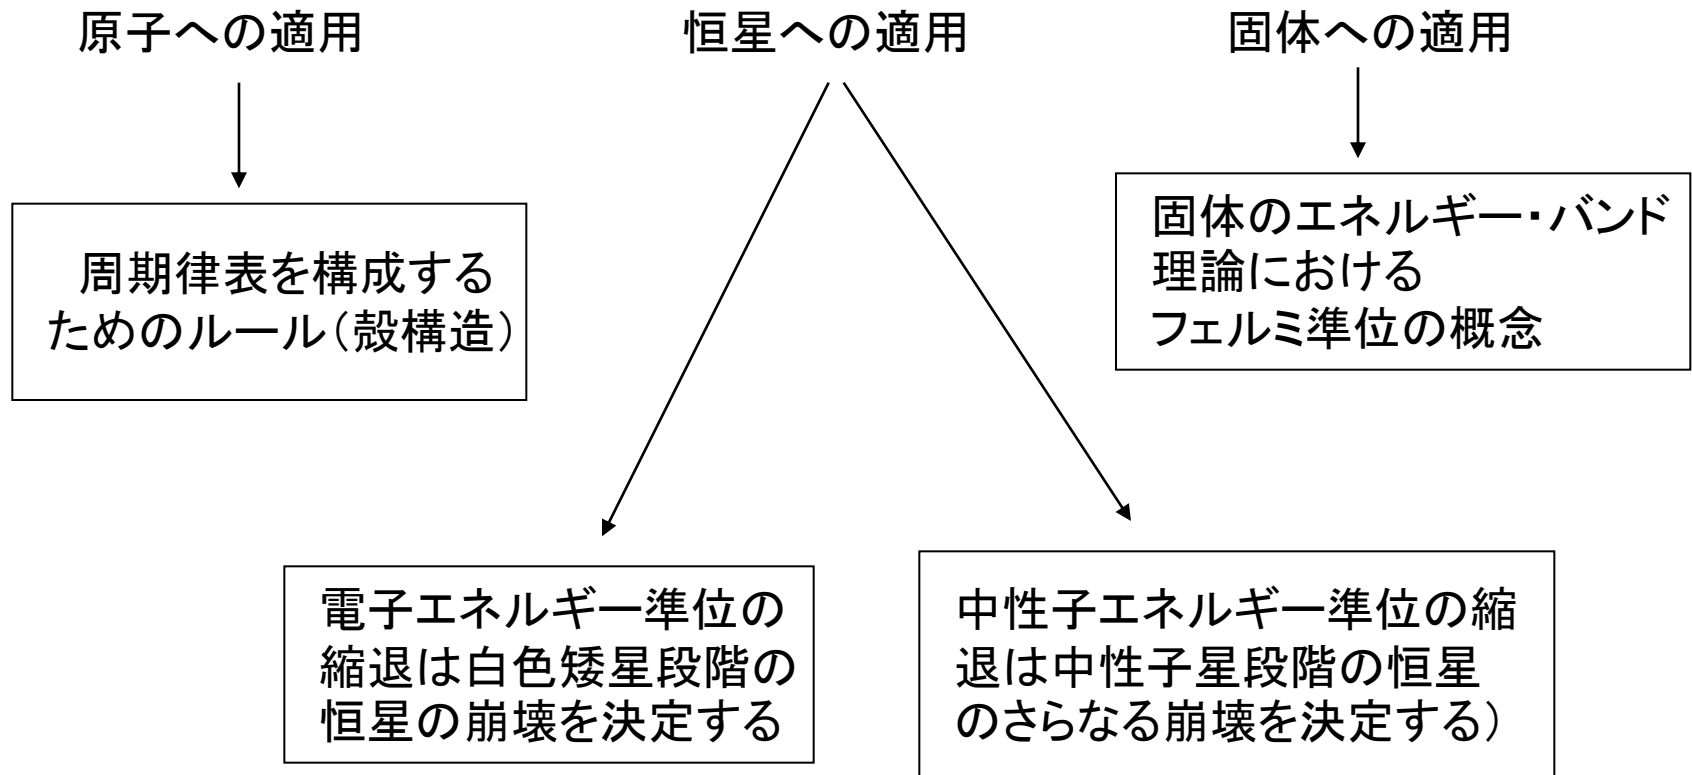 原子への適用
恒星への適用
固体への適用
周期律表を構成する
ためのルール(殻構造)
固体のエネルギー・バンド
理論における
フェルミ準位の概念
電子エネルギー準位の
縮退は白色矮星段階の
恒星の崩壊を決定する
中性子エネルギー準位の縮
退は中性子星段階の恒星
のさらなる崩壊を決定する)